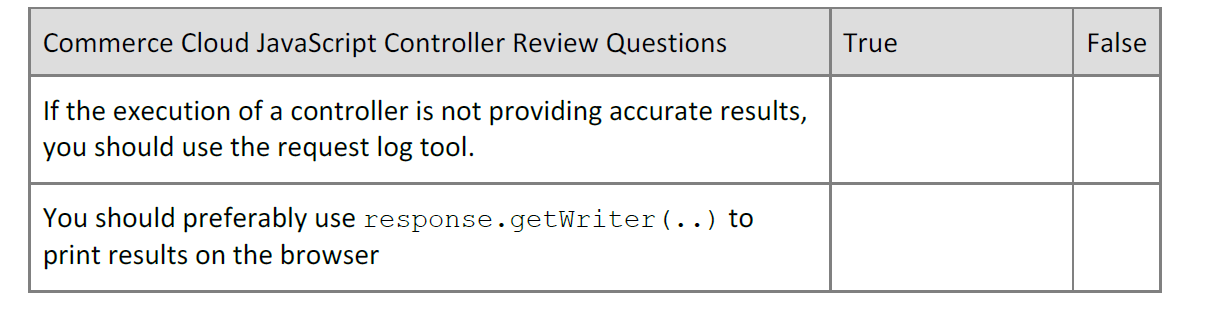 Commerce Cloud JavaScript Controller Review Questions True False
If the execution of a controller is not providing accurate results,
you should use the request log tool.
You should preferably use response.getWriter(..) to
print results on the browser